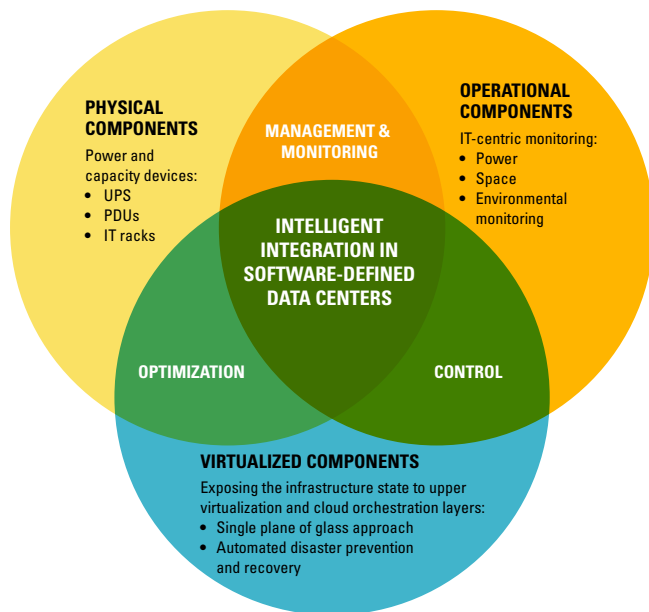 PHYSICAL
COMPONENTS
Power and
capacity devices:
• UPS
• PDUs
• IT racks
MANAGEMENT &
MONITORING
OPERATIONAL
COMPONENTS
IT-centric monitoring:
• Power
• Space
• Environmental
monitoring
INTELLIGENT
INTEGRATION IN
SOFTWARE-DEFINED
DATA CENTERS
OPTIMIZATION
CONTROL
VIRTUALIZED COMPONENTS
Exposing the infrastructure state to upper
virtualization and cloud orchestration layers:
• Single plane of glass approach
• Automated disaster prevention
and recovery